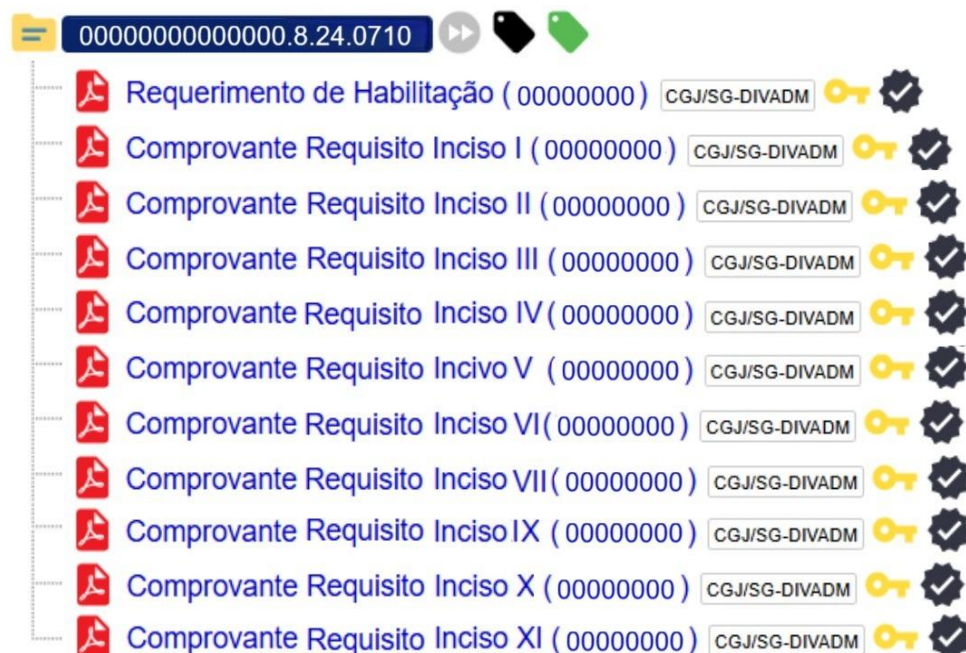 00000000000000.8.24.0710
Requerimento de Habilitação (00000000) CGJ/SG-DIVADM
Comprovante Requisito Inciso I (00000000) CGJ/SG-DIVADM
Comprovante Requisito Inciso II (00000000) CGJ/SG-DIVADM
Comprovante Requisito Inciso III (00000000) CGJ/SG-DIVADM
Comprovante Requisito Inciso IV (00000000) CGJ/SG-DIVADM
Comprovante Requisito Incivo V (00000000) CGJ/SG-DIVADM
Comprovante Requisito Inciso VI (00000000) CGJ/SG-DIVADM
Comprovante Requisito Inciso VII (00000000) CGJ/SG-DIVADM
Comprovante Requisito Inciso IX (00000000) CGJ/SG-DIVADM
Comprovante Requisito Inciso X (00000000) CGJ/SG-DIVADM
Comprovante Requisito Inciso XI (00000000) CGJ/SG-DIVADM